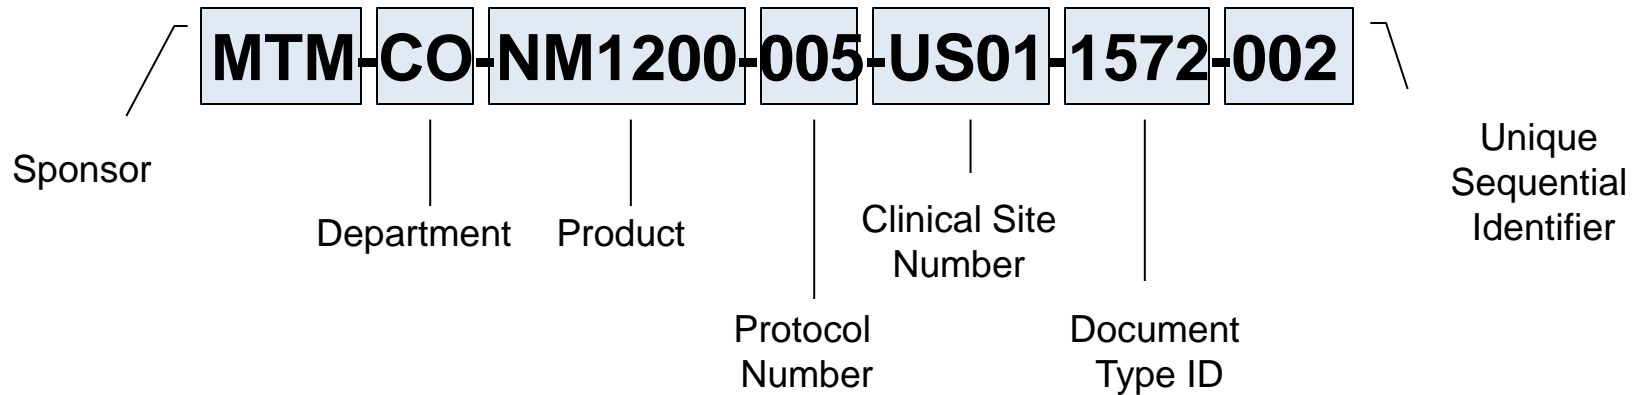 MTM-CO-NM1200-005-US01-1572-002
Sponsor
Department
Product
Protocol
Number
Clinical Site
Number
Document
Type ID
Unique
Sequential
Identifier